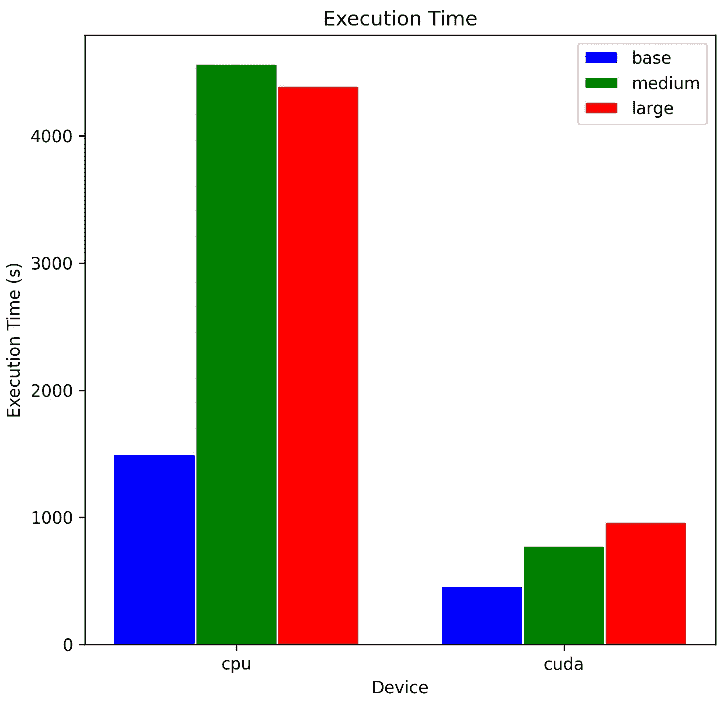 Execution Time
base
medium
large
4000
3000
2000
1000
0
Execution Time (s)
cpu
cuda
Device